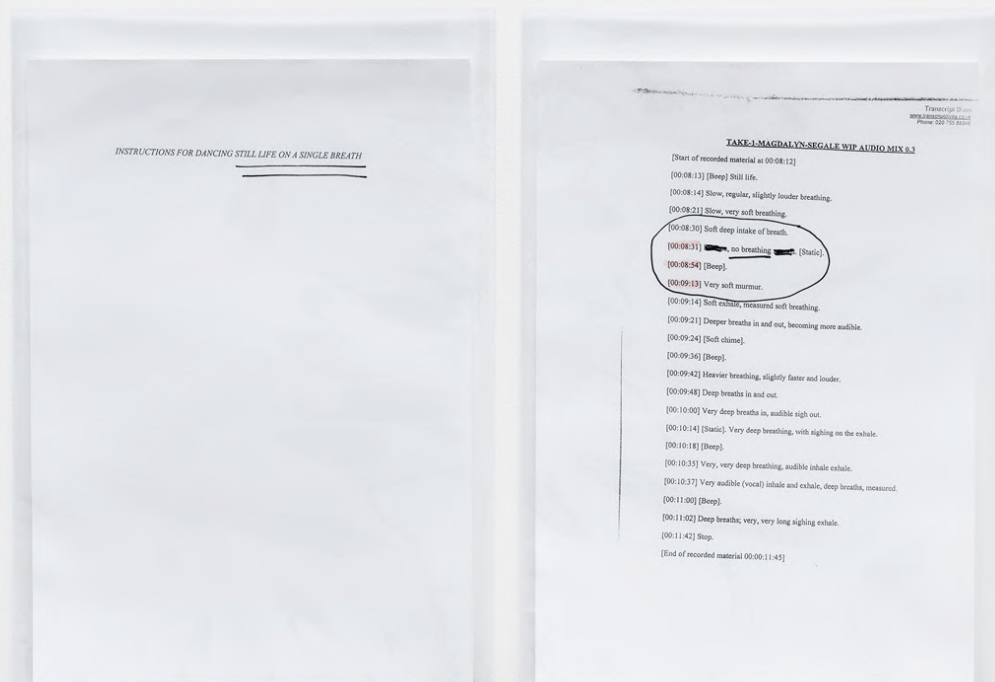 INSTRUCTIONS FOR DANCING STILL LIFE ON A SINGLE BREATH
Transcript
Phone: 020 755
TAKE-1-MAGDALYN-SEGALE WIP AUDIO MIX 0.3
[Start of recorded material at 00:08:12]
[00:08:13] [Beep] Still life.
[00:08:14] Slow, regular, slightly louder breathing.
[00:08:21] Slow, very soft breathing.
[00:08:30] Soft deep intake of breath.
[00:08:31] , no breathing . [Static].
[00:08:54] [Beep].
[00:09:13] Very soft murmur.
[00:09:14] Soft exhale, measured soft breathing.
[00:09:21] Deeper breaths in and out, becoming more audible.
[00:09:24] [Soft chime].
[00:09:36] [Beep].
[00:09:42] Heavier breathing, slightly faster and louder.
[00:09:48] Deep breaths in and out.
[00:10:00] Very deep breaths in, audible sigh out.
[00:10:14] [Static]. Very deep breathing, with sighing on the exhale.
[00:10:18] [Beep].
[00:10:35] Very, very deep breathing, audible inhale exhale.
[00:10:37] Very audible (vocal) inhale and exhale, deep breaths, measured.
[00:11:00] [Beep].
[00:11:02] Deep breaths; very, very long sighing exhale.
[00:11:42] Stop.
[End of recorded material 00:00:11:45]